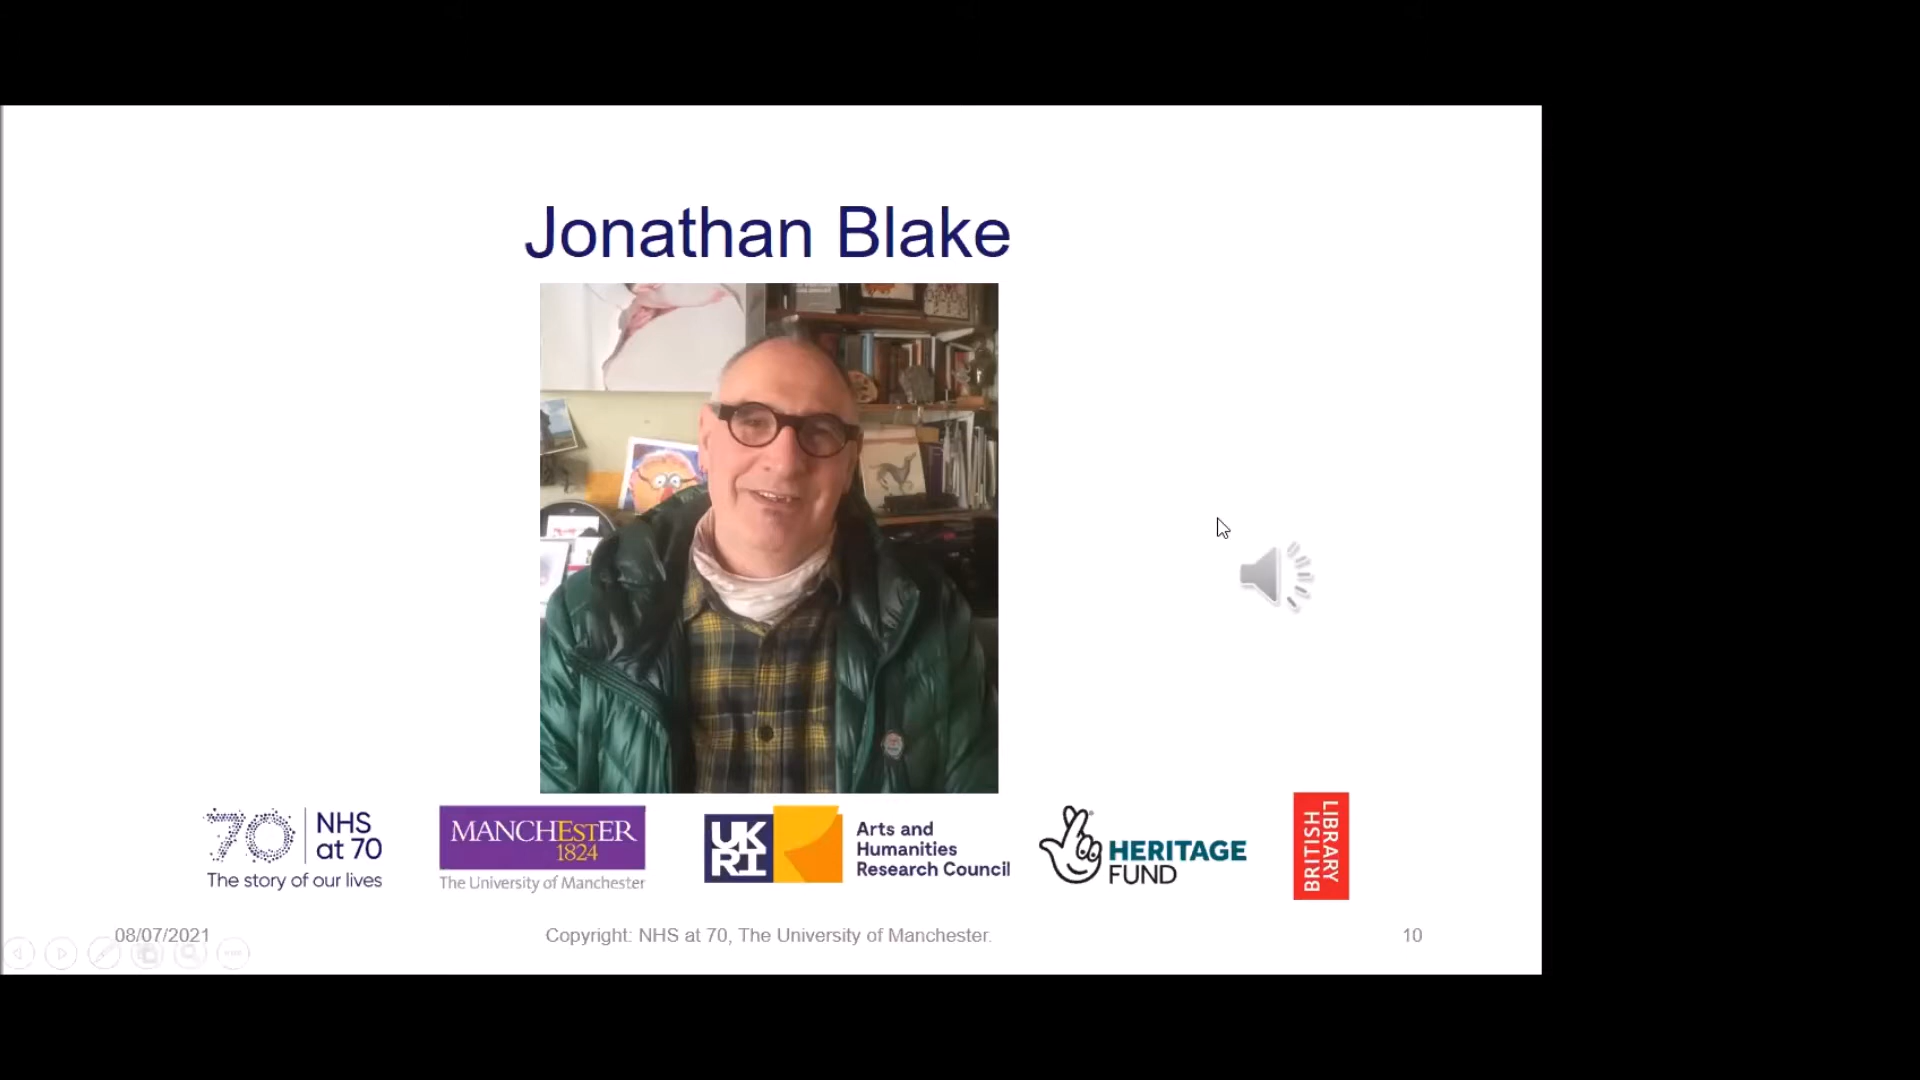 Jonathan Blake
70
NHS
at 70
The story of our lives
MANCHESTER
1824
The University of Manchester
UK
RI
Arts and
Humanities
Research Council
HERITAGE
FUND
BRITISH
LIBRARY
08/07/2021
Copyright: NHS at 70, The University of Manchester.
10